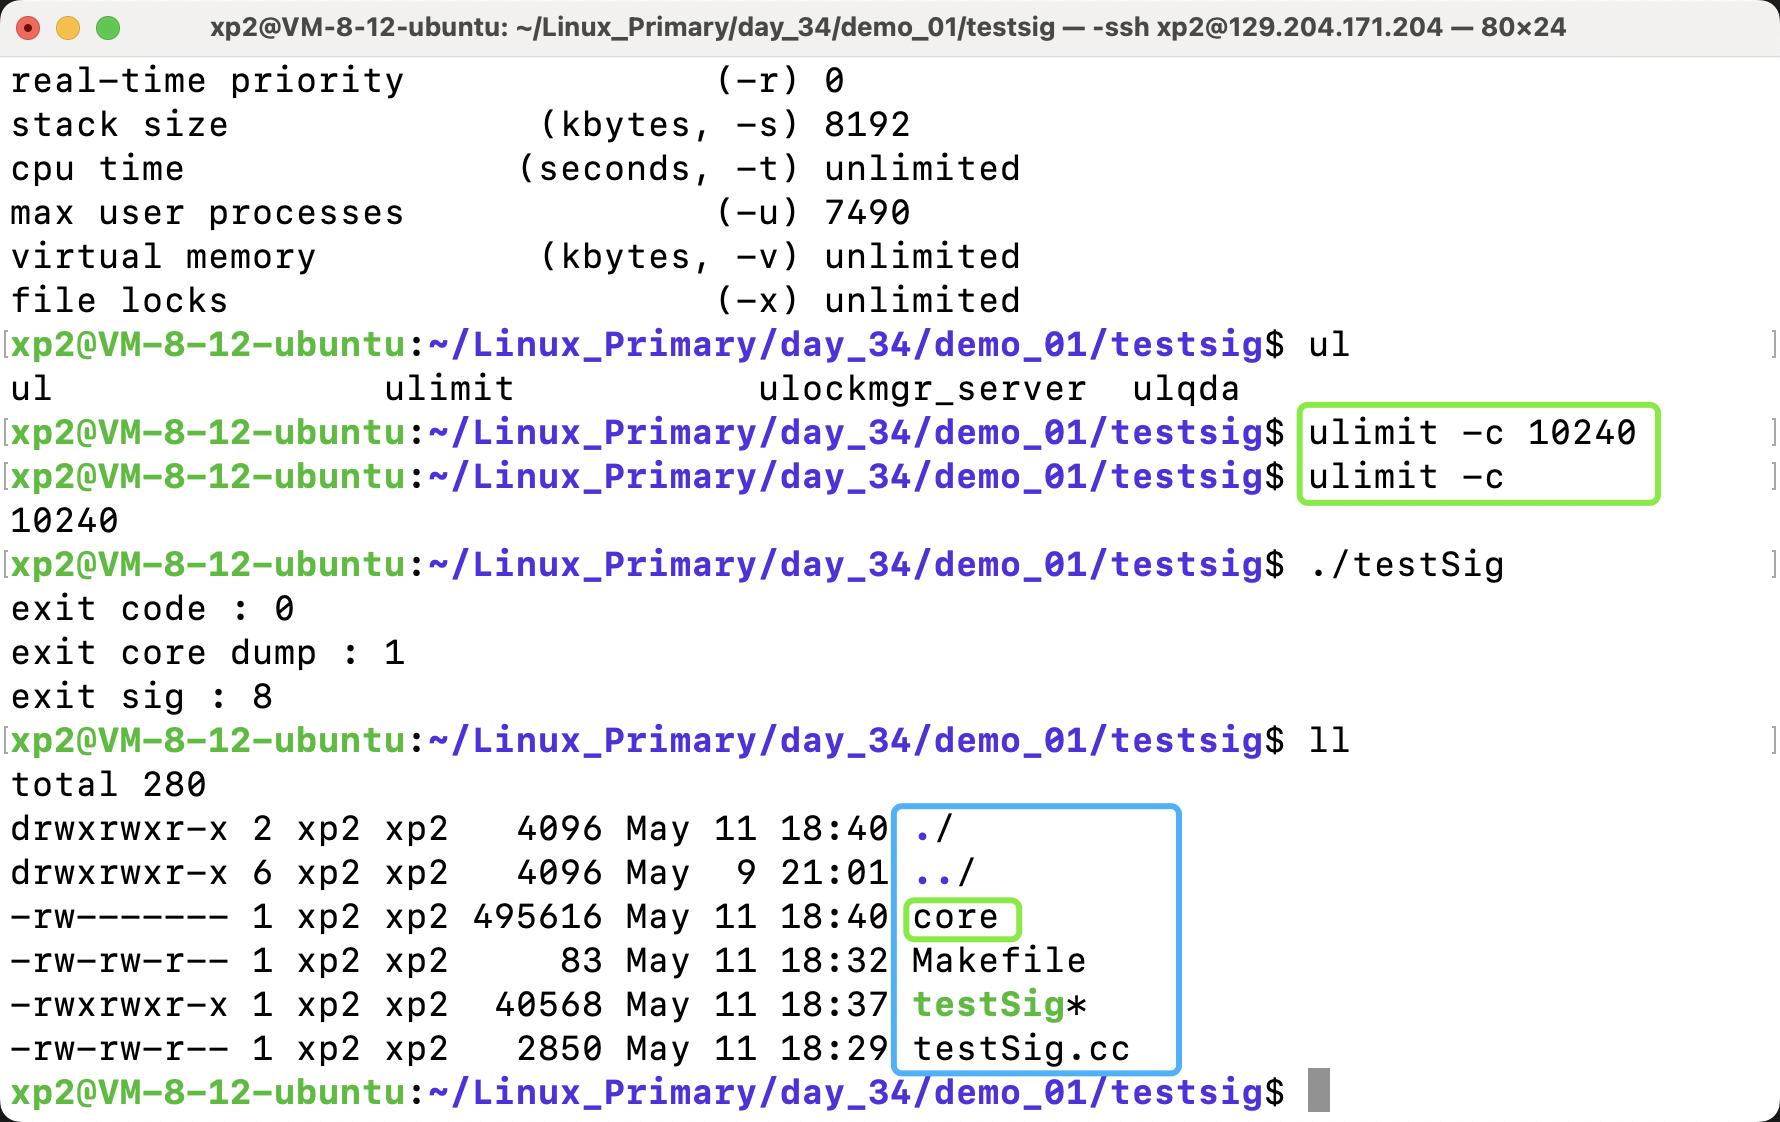 xp2@VM-8-12-ubuntu: ~/Linux_Primary/day_34/demo_01/testsig — -ssh xp2@129.204.171.204 — 80×24
real-time priority              (-r) 0
stack size              (kbytes, -s) 8192
cpu time               (seconds, -t) unlimited
max user processes              (-u) 7490
virtual memory          (kbytes, -v) unlimited
file locks                      (-x) unlimited
[xp2@VM-8-12-ubuntu:~/Linux_Primary/day_34/demo_01/testsig$ ul ]
ul               ulimit           ulockmgr_server  ulqda
[xp2@VM-8-12-ubuntu:~/Linux_Primary/day_34/demo_01/testsig$ ulimit -c 10240 ]
[xp2@VM-8-12-ubuntu:~/Linux_Primary/day_34/demo_01/testsig$ ulimit -c ]
10240
[xp2@VM-8-12-ubuntu:~/Linux_Primary/day_34/demo_01/testsig$ ./testSig ]
exit code : 0
exit core dump : 1
exit sig : 8
[xp2@VM-8-12-ubuntu:~/Linux_Primary/day_34/demo_01/testsig$ ll ]
total 280
drwxrwxr-x 2 xp2 xp2   4096 May 11 18:40 ./
drwxrwxr-x 6 xp2 xp2   4096 May  9 21:01 ../
-rw------- 1 xp2 xp2 495616 May 11 18:40 core
-rw-rw-r-- 1 xp2 xp2     83 May 11 18:32 Makefile
-rwxrwxr-x 1 xp2 xp2  40568 May 11 18:37 testSig*
-rw-rw-r-- 1 xp2 xp2   2850 May 11 18:29 testSig.cc
xp2@VM-8-12-ubuntu:~/Linux_Primary/day_34/demo_01/testsig$